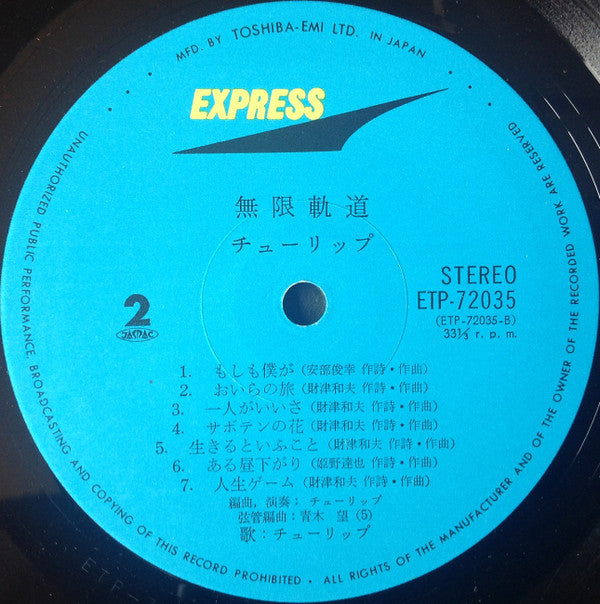 MFD. BY TOSHIBA-EMI LTD. IN JAPAN
EXPRESS
無限軌道
チューリップ
STEREO
ETP-72035
(ETP-72035-B)
33⅓ r. p. m.
2
JASRAC
1. もしも僕が (安部俊幸 作詩・作曲)
2. おいらの旅 (財津和夫 作詩・作曲)
3. 一人がいいさ (財津和夫 作詩・作曲)
4. サボテンの花 (財津和夫 作詩・作曲)
5. 生きるといふこと (財津和夫 作詩・作曲)
6. ある昼下がり (姫野達也 作詩・作曲)
7. 人生ゲーム (財津和夫 作詩・作曲)
編曲, 演奏 ; チューリップ
弦管編曲 : 青木 望 (5)
歌 : チューリップ
UNAUTHORIZED PUBLIC PERFORMANCE, BROADCASTING AND COPYING OF THIS RECORD PROHIBITED • ALL RIGHTS OF THE MANUFACTURER AND OF THE OWNER OF THE RECORDED WORK ARE RESERVED